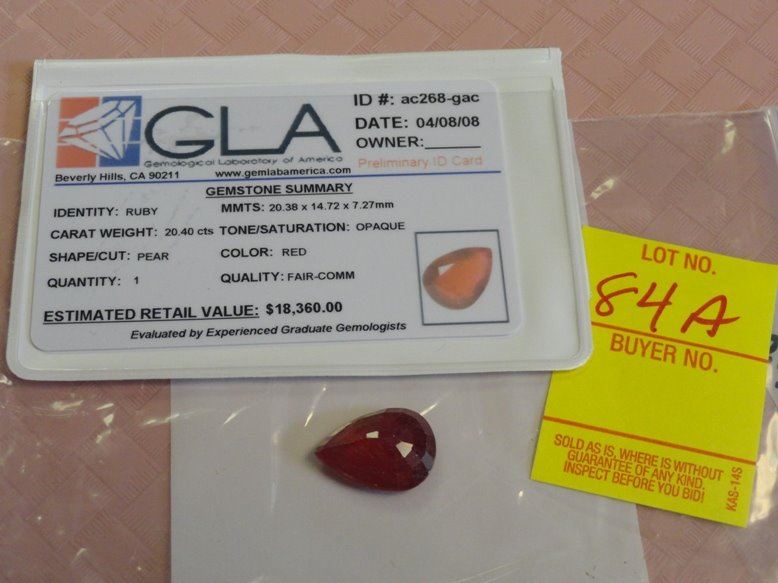 GLA
Gemological Laboratory of America
Beverly Hills, CA 90211 www.gemlabamerica.com
ID #: ac268-gac
DATE: 04/08/08
OWNER:_____
Preliminary ID Card
GEMSTONE SUMMARY
IDENTITY: RUBY MMTS: 20.38 x 14.72 x 7.27mm
CARAT WEIGHT: 20.40 cts TONE/SATURATION: OPAQUE
SHAPE/CUT: PEAR COLOR: RED
QUANTITY: 1 QUALITY: FAIR-COMM
ESTIMATED RETAIL VALUE: $18,360.00
Evaluated by Experienced Graduate Gemologists
LOT NO.
84A
BUYER NO.
SOLD AS IS, WHERE IS WITHOUT
GUARANTEE OF ANY KIND.
INSPECT BEFORE YOU BID!
KAS-14S